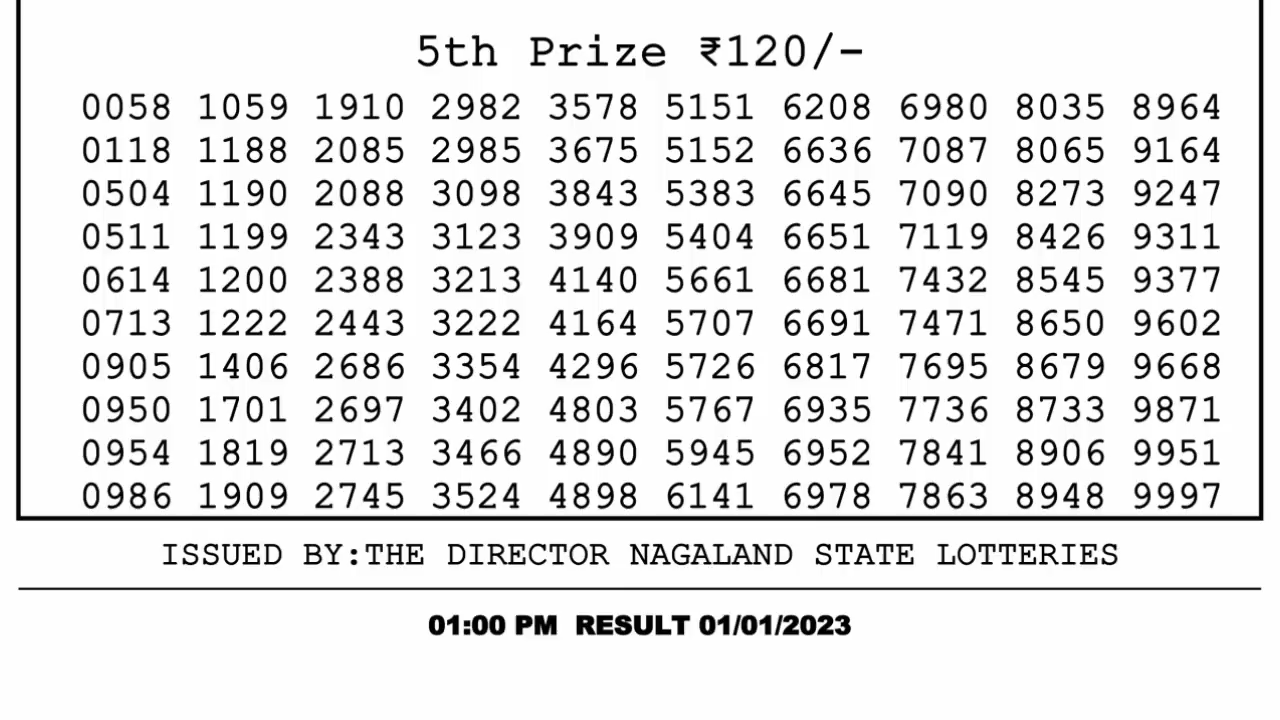 5th Prize ₹120/-
0058 1059 1910 2982 3578 5151 6208 6980 8035 8964
0118 1188 2085 2985 3675 5152 6636 7087 8065 9164
0504 1190 2088 3098 3843 5383 6645 7090 8273 9247
0511 1199 2343 3123 3909 5404 6651 7119 8426 9311
0614 1200 2388 3213 4140 5661 6681 7432 8545 9377
0713 1222 2443 3222 4164 5707 6691 7471 8650 9602
0905 1406 2686 3354 4296 5726 6817 7695 8679 9668
0950 1701 2697 3402 4803 5767 6935 7736 8733 9871
0954 1819 2713 3466 4890 5945 6952 7841 8906 9951
0986 1909 2745 3524 4898 6141 6978 7863 8948 9997
ISSUED BY:THE DIRECTOR NAGALAND STATE LOTTERIES
01:00 PM RESULT 01/01/2023